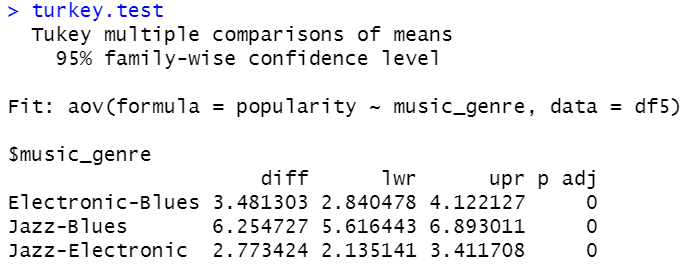 > turkey.test
  Tukey multiple comparisons of means
    95% family-wise confidence level

Fit: aov(formula = popularity ~ music_genre, data = df5)

$music_genre
                     diff      lwr      upr p adj
Electronic-Blues 3.481303 2.840478 4.122127     0
Jazz-Blues       6.254727 5.616443 6.893011     0
Jazz-Electronic  2.773424 2.135141 3.411708     0